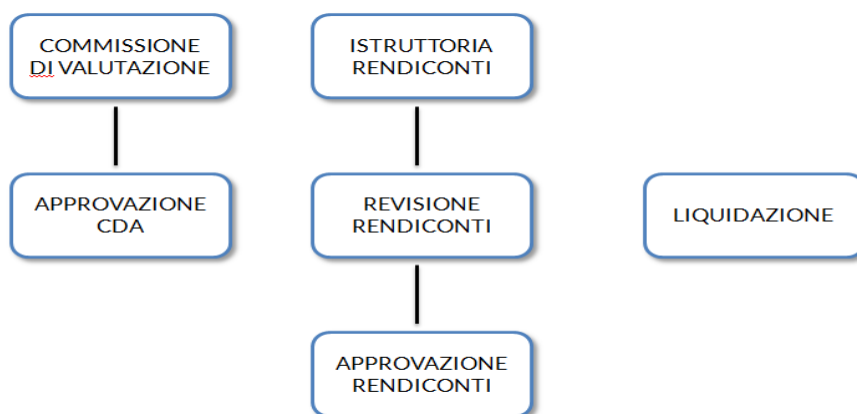 COMMISSIONE
DI VALUTAZIONE
ISTRUTTORIA
RENDICONTI
APPROVAZIONE
CDA
REVISIONE
RENDICONTI
LIQUIDAZIONE
APPROVAZIONE
RENDICONTI